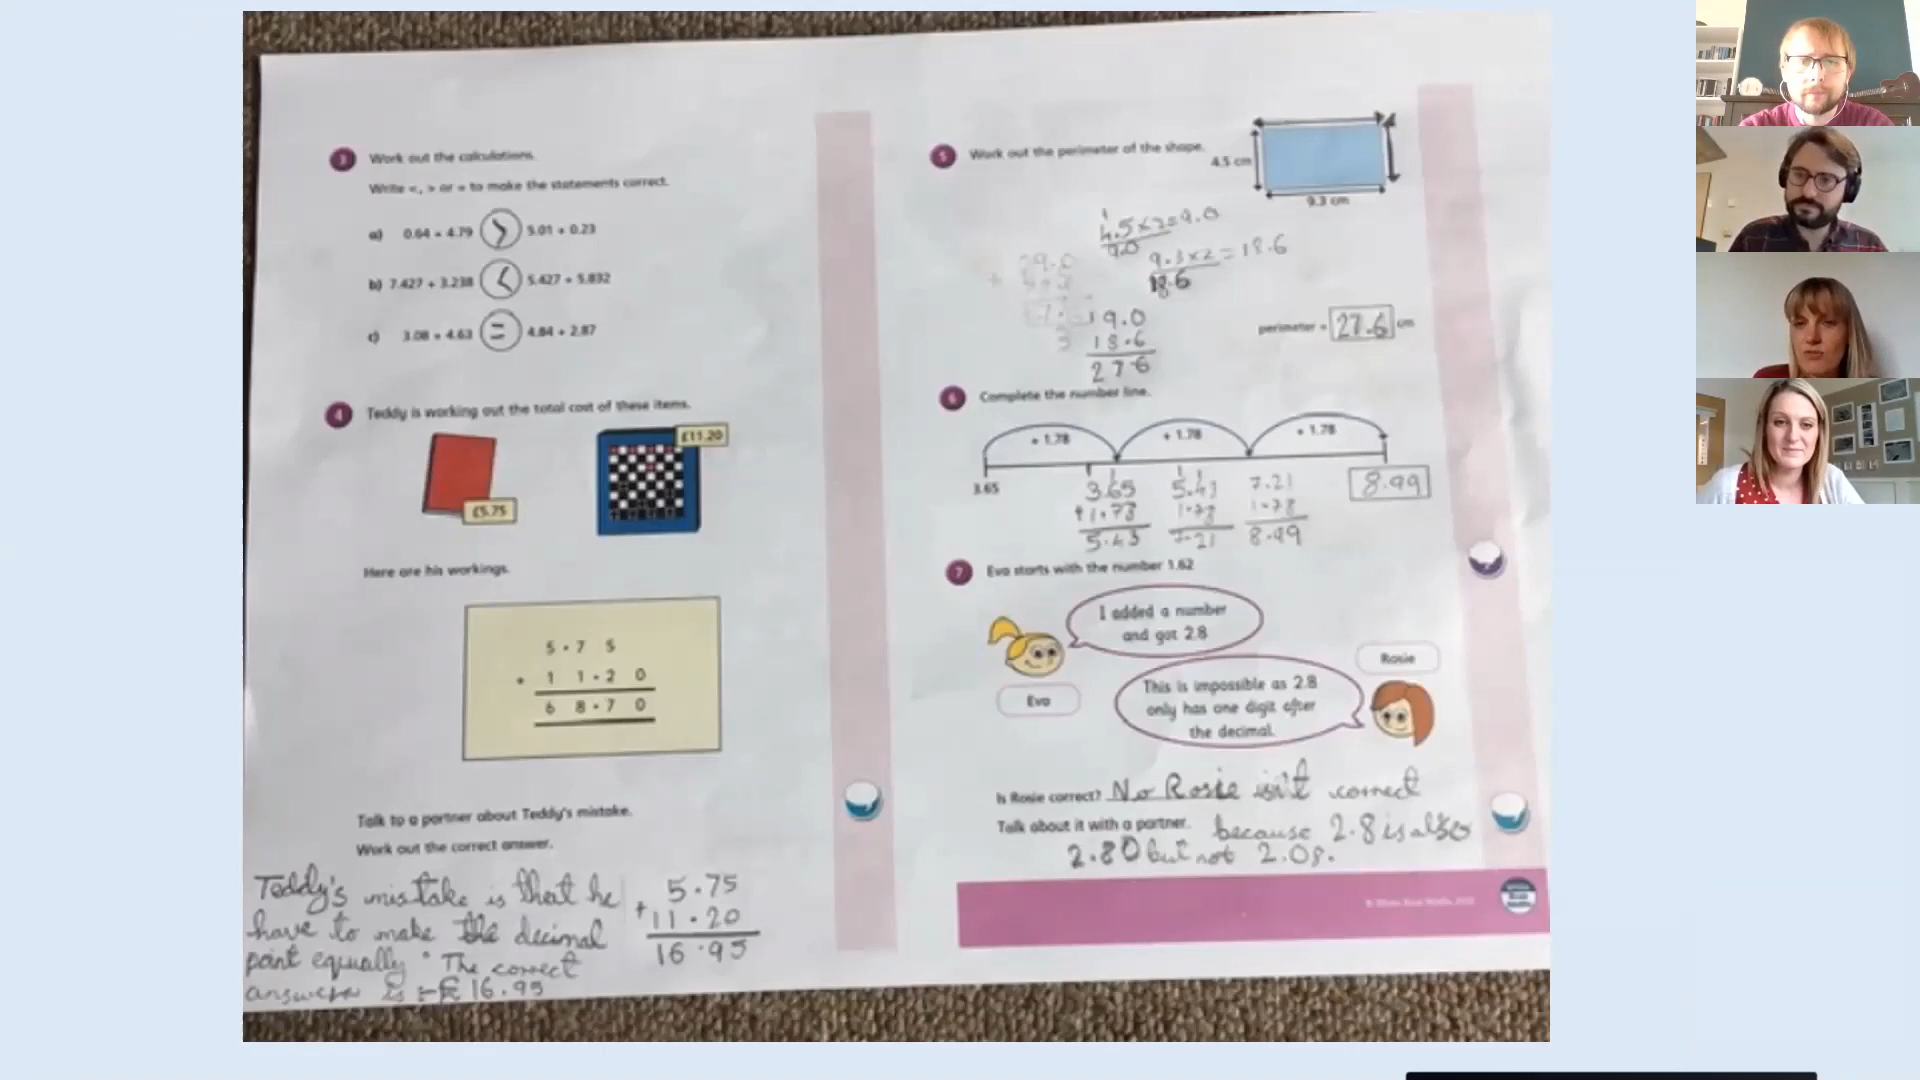 3 Work out the calculations.
Write <, > or = to make the statements correct.
a) 0.64 + 4.79 > 5.01 + 0.23
b) 7.427 + 3.238 < 5.427 + 5.832
c) 3.08 + 4.63 = 4.84 + 2.87
4 Teddy is working out the total cost of these items.
£11.20
£5.75
Here are his workings.
5 . 7 5
+ 1 1 . 2 0
6 8 . 7 0
Talk to a partner about Teddy's mistake.
Work out the correct answer.
Teddy's mistake is that he
have to make the decimal
point equally. The correct
is :- £16.95
5.75
+11.20
16.95
5 Work out the perimeter of the shape.
4.5 cm
9.3 cm
4.5×2=9.0
9.0
9.3×2=18.6
18.6
9.0
18.6
27.6
perimeter = 27.6 cm
6 Complete the number line.
+ 1.78 + 1.78 + 1.78
3.65
8.99
3.65 5.43 7.21
+1.78 1.78 1.78
5.43 7.21 8.99
7 Eva starts with the number 1.62
I added a number
and got 2.8
Eva
Rosie
This is impossible as 2.8
only has one digit after
the decimal.
Is Rosie correct? No Rosie isn't correct
Talk about it with a partner. because 2.8 is also
2.80 but not 2.08.